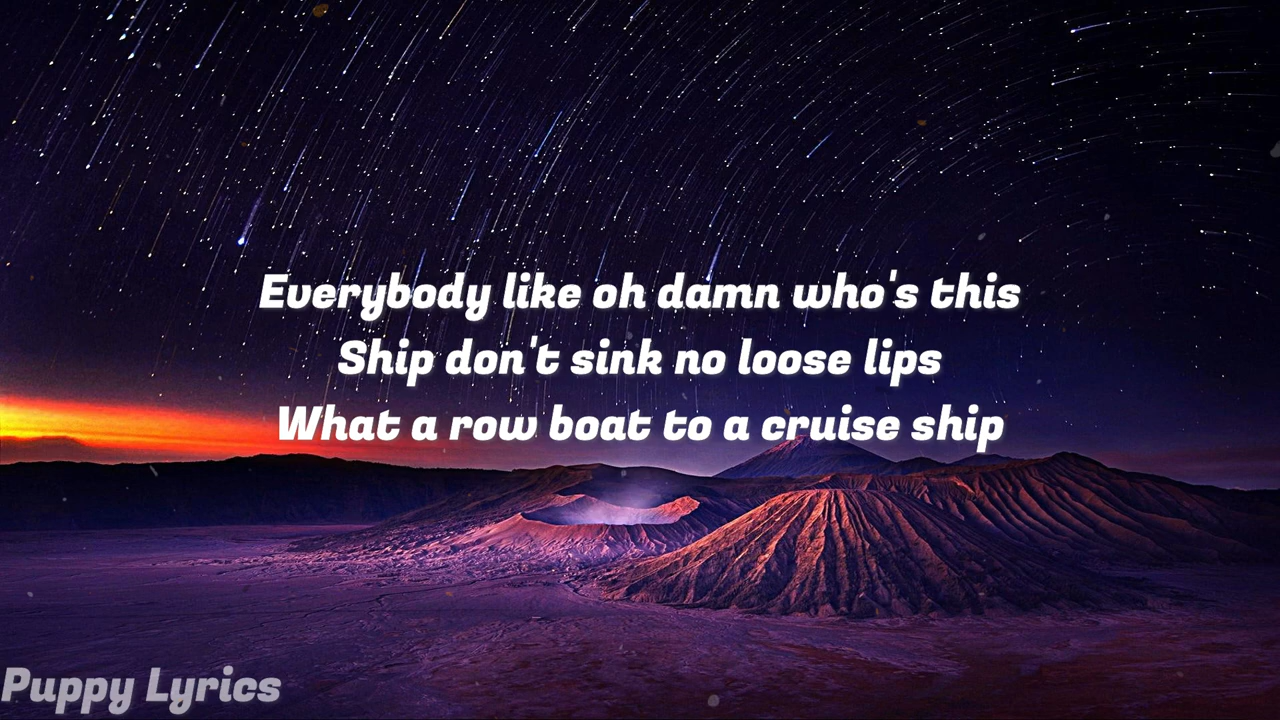 Everybody like oh damn who's this
Ship don't sink no loose lips
What a row boat to a cruise ship
Puppy Lyrics